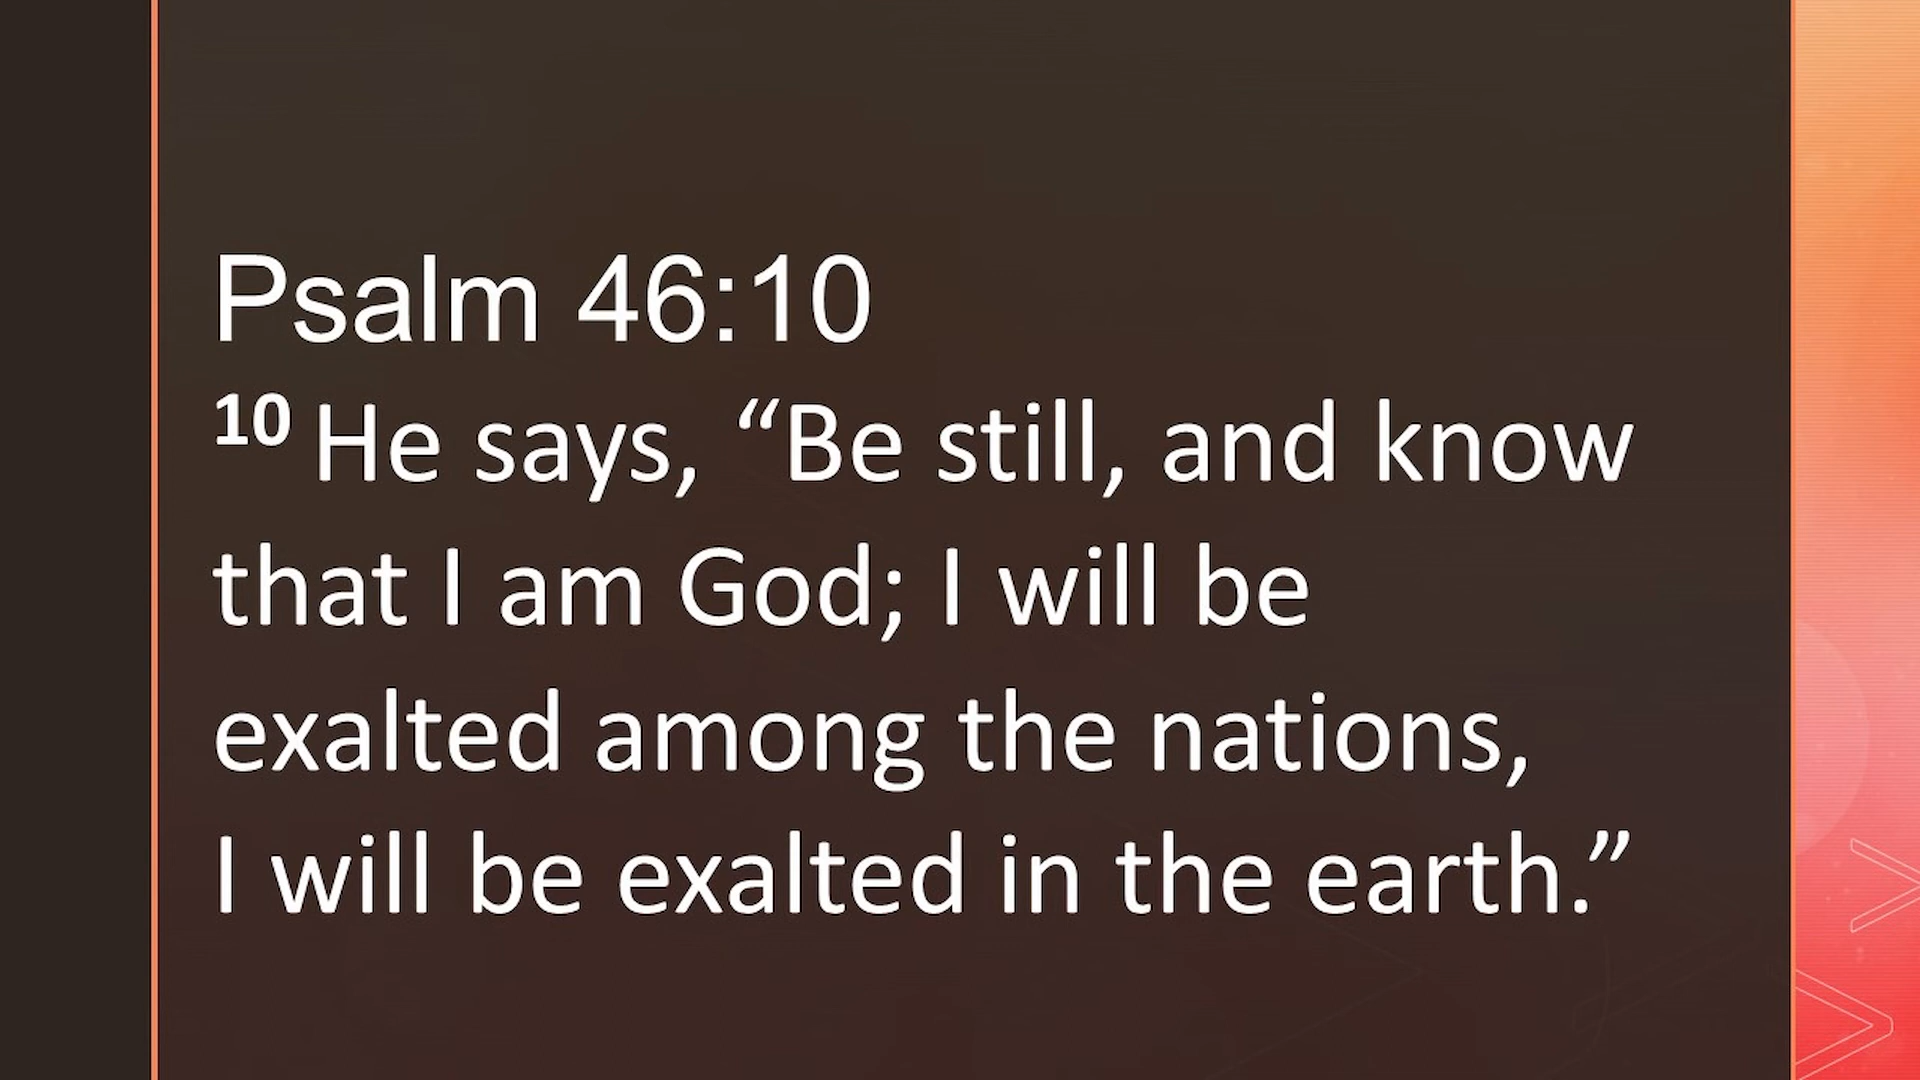 Psalm 46:10
10 He says, “Be still, and know
that I am God; I will be
exalted among the nations,
I will be exalted in the earth.”